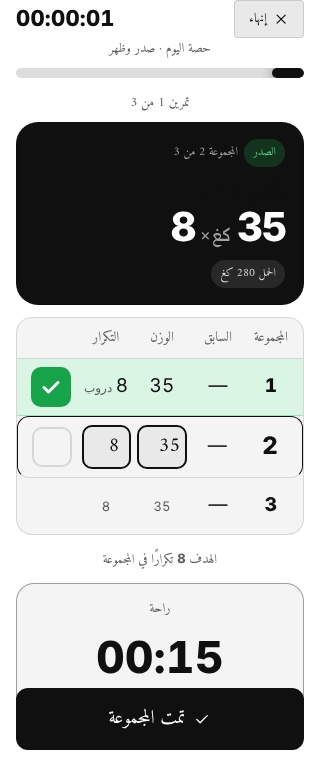 × إنهاء
00:00:01
حصة اليوم · صدر وظهر
تمرين 1 من 3
الصدر المجموعة 2 من 3
35 كغ × 8
الحمل 280 كغ
المجموعة السابق الوزن التكرار
1 — 35 8 دروب
2 — 35 8
3 — 35 8
الهدف 8 تكرارًا في المجموعة
راحة
00:15
تمت المجموعة